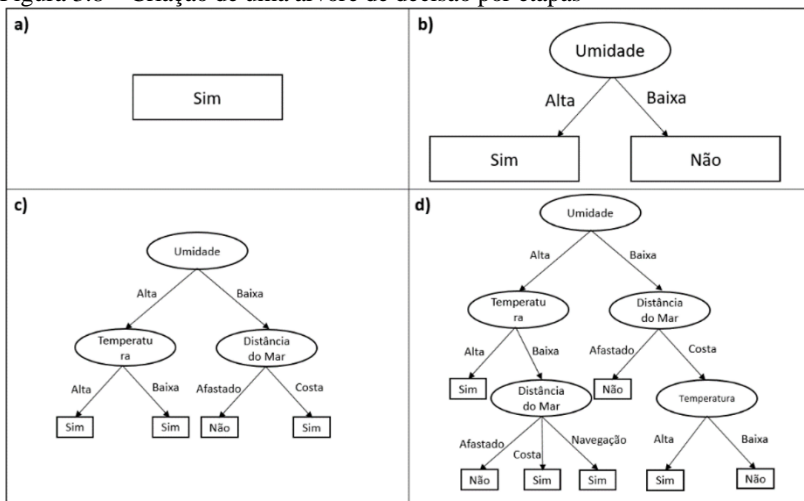 Figura 5.6 – Criação de uma árvore de decisão por etapas
a)
Sim
b)
Umidade
Alta
Baixa
Sim
Não
c)
Umidade
Alta
Baixa
Temperatu
ra
Distância
do Mar
Alta
Baixa
Afastado
Costa
Sim
Sim
Não
Sim
d)
Umidade
Alta
Baixa
Temperatu
ra
Distância
do Mar
Alta
Baixa
Afastado
Costa
Sim
Distância
do Mar
Não
Temperatura
Afastado
Costa
Navegação
Alta
Baixa
Não
Sim
Sim
Sim
Não